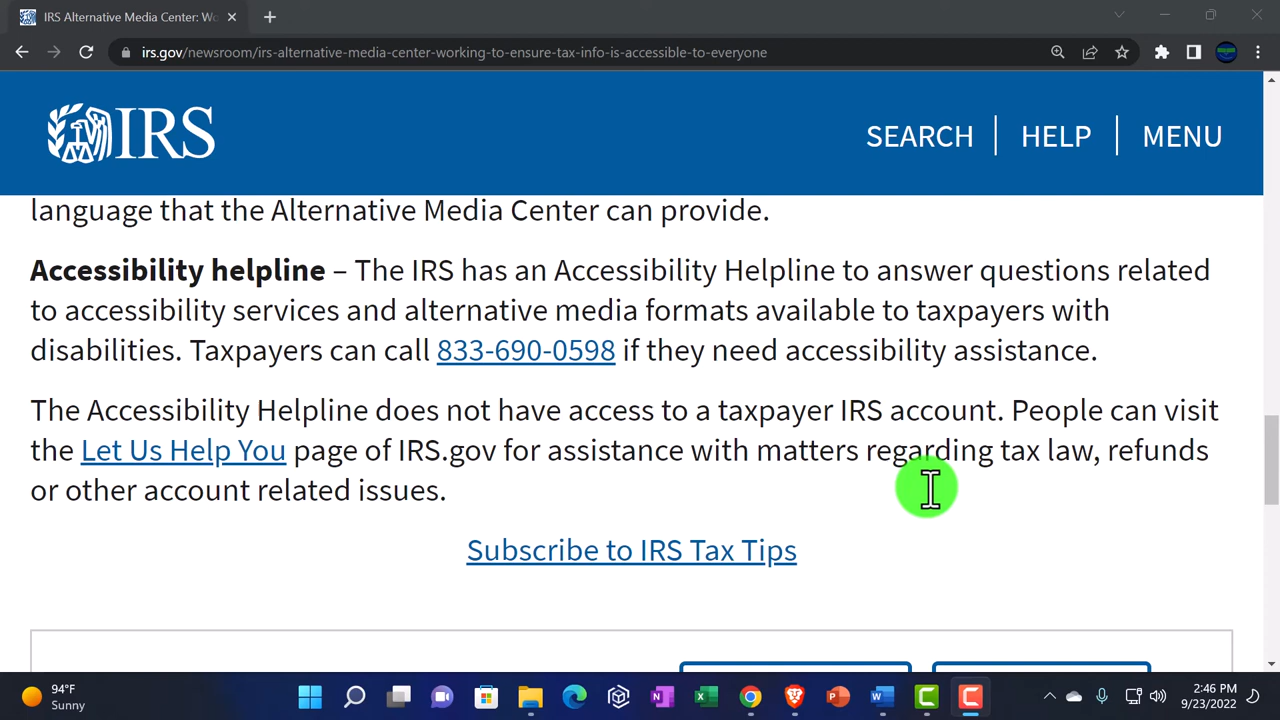 IRS Alternative Media Center: Wo
irs.gov/newsroom/irs-alternative-media-center-working-to-ensure-tax-info-is-accessible-to-everyone
IRS
SEARCH
HELP
MENU
language that the Alternative Media Center can provide.
Accessibility helpline – The IRS has an Accessibility Helpline to answer questions related
to accessibility services and alternative media formats available to taxpayers with
disabilities. Taxpayers can call 833-690-0598 if they need accessibility assistance.
The Accessibility Helpline does not have access to a taxpayer IRS account. People can visit
the Let Us Help You page of IRS.gov for assistance with matters regarding tax law, refunds
or other account related issues.
Subscribe to IRS Tax Tips
94°F
Sunny
2:46 PM
9/23/2022